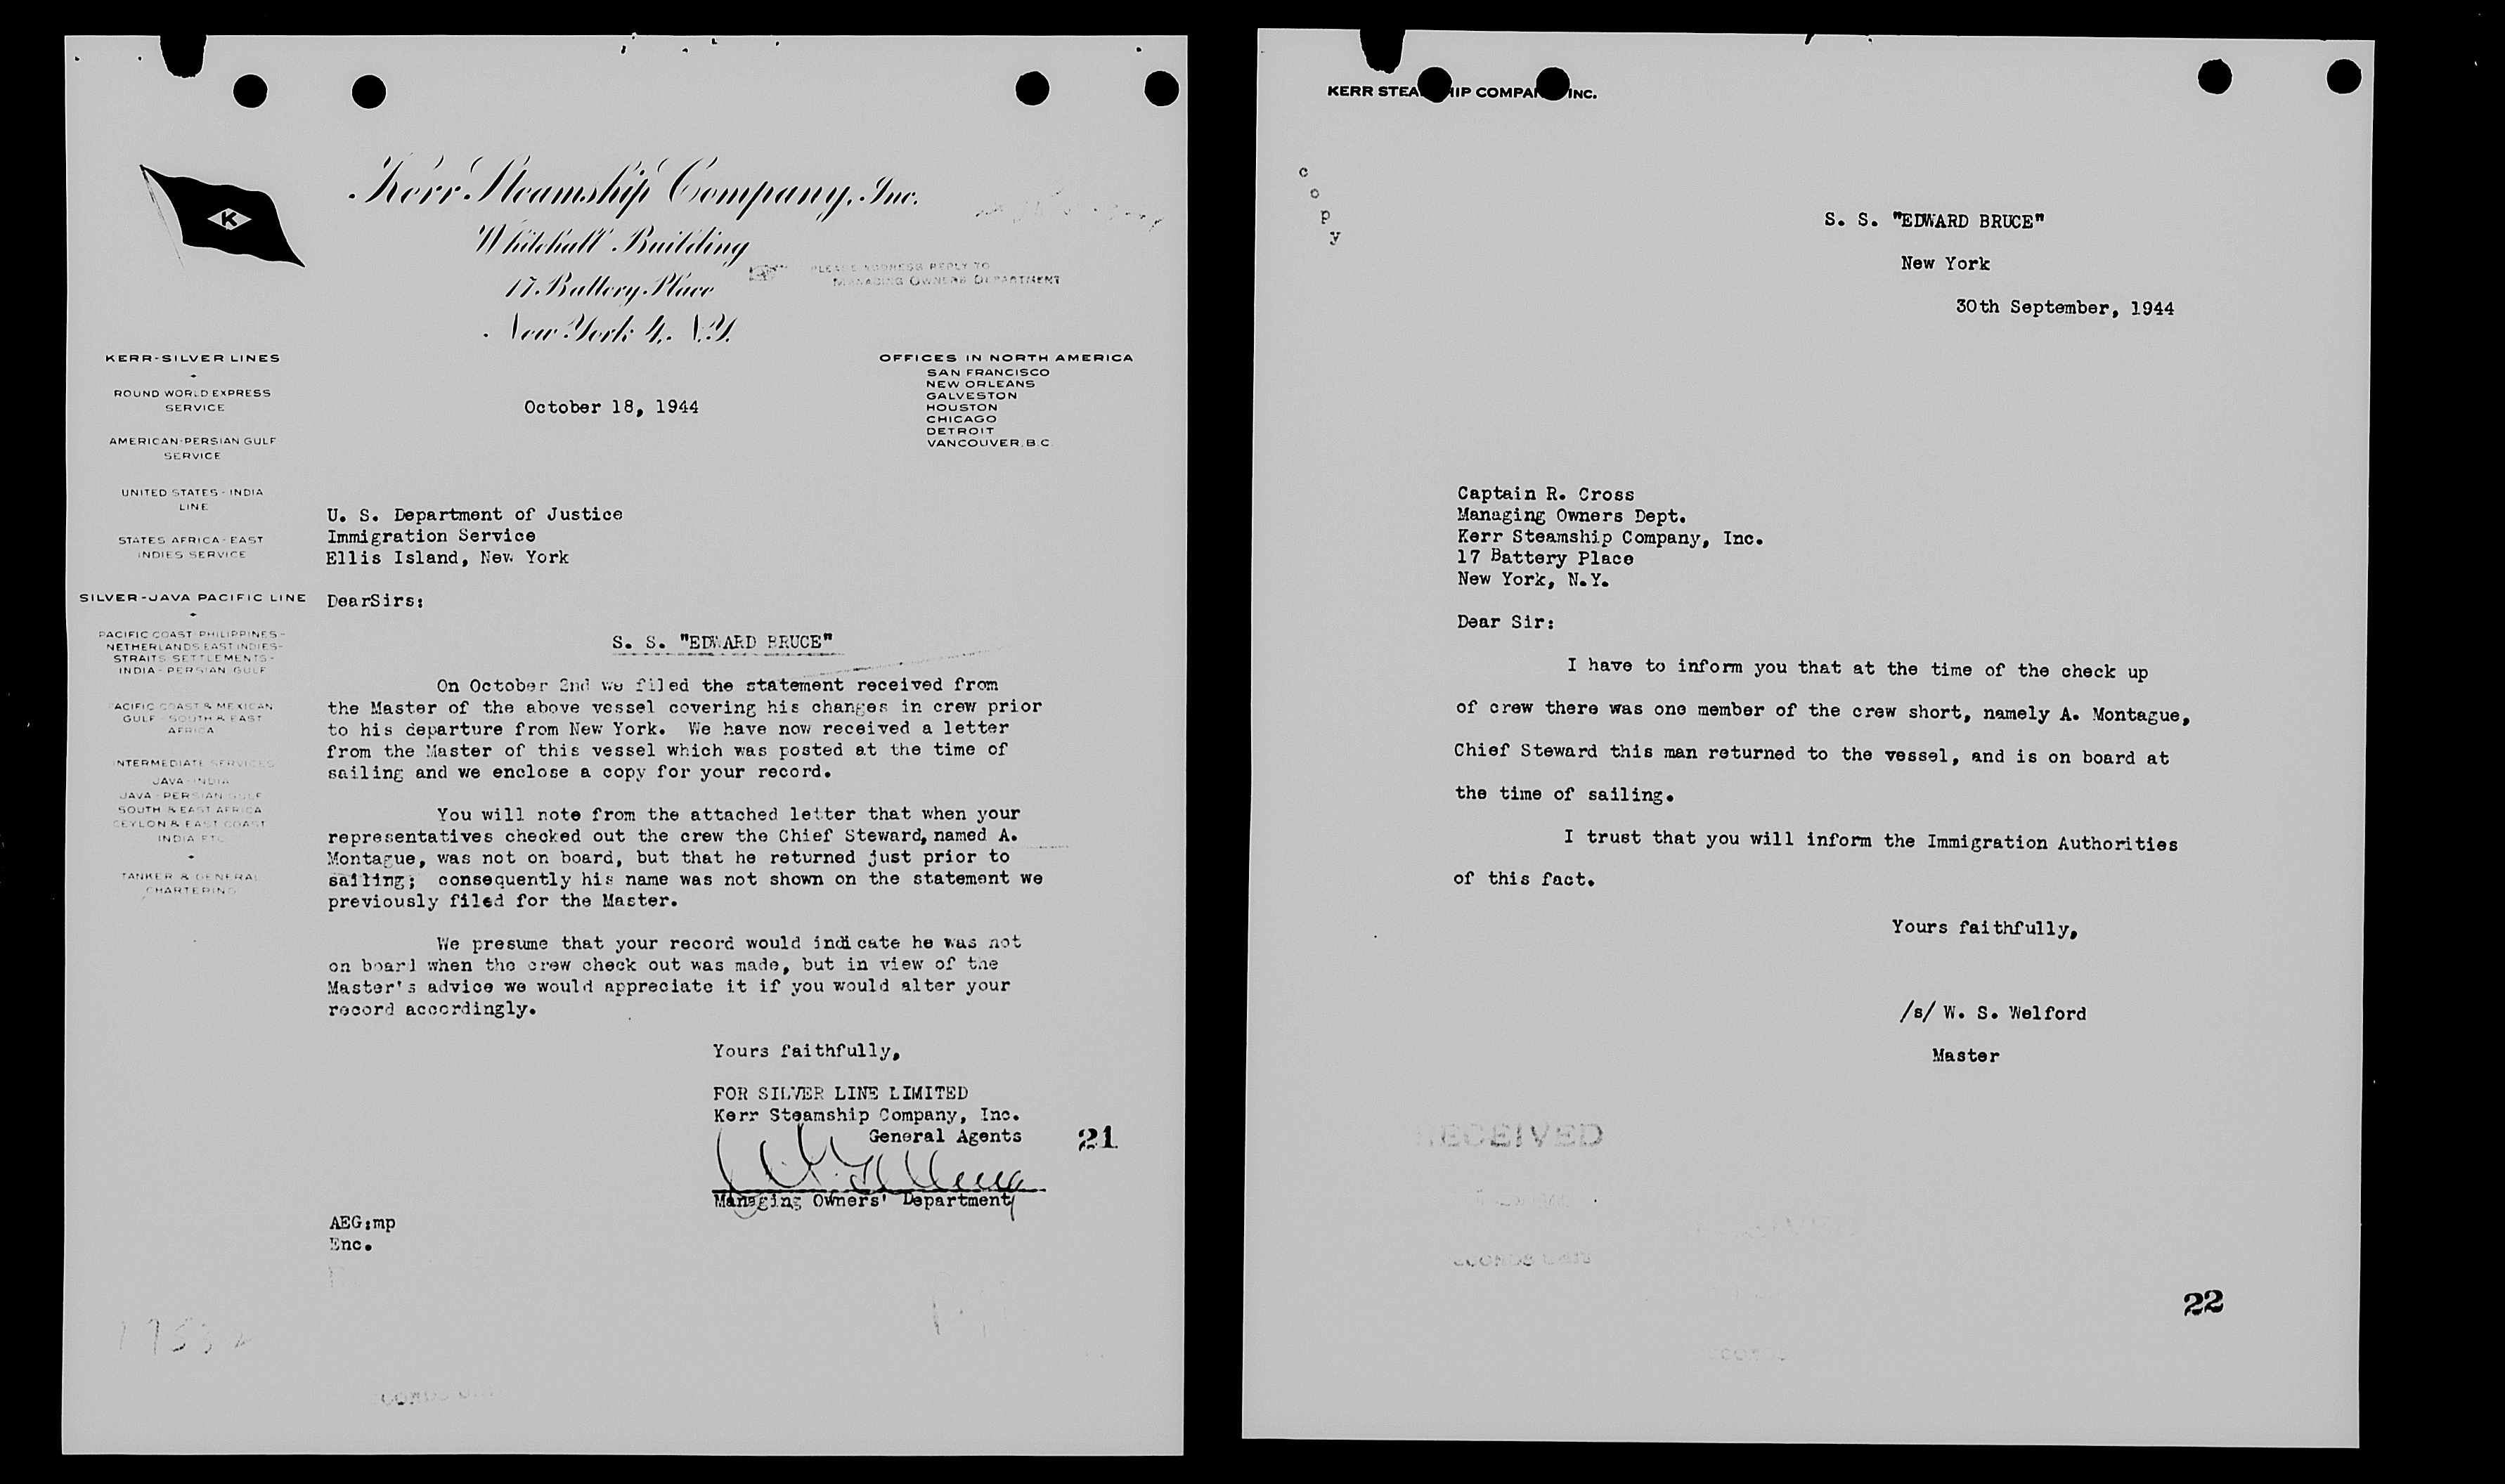 Kerr Steamship Company, Inc.
Whitehall Building
17 Battery Place
New York 4, N.Y.
PLEASE ADDRESS REPLY TO
MANAGING OWNERS DEPARTMENT
KERR-SILVER LINES
ROUND WORLD EXPRESS
SERVICE
AMERICAN-PERSIAN GULF
SERVICE
UNITED STATES-INDIA
LINE
STATES AFRICA-EAST
INDIES SERVICE
SILVER-JAVA PACIFIC LINE
PACIFIC COAST PHILIPPINES-
NETHERLANDS EAST INDIES-
STRAITS SETTLEMENTS-
INDIA-PERSIAN GULF
PACIFIC COAST & MEXICAN
GULF-SOUTH & EAST
AFRICA
INTERMEDIATE SERVICES
JAVA-INDIA
JAVA-PERSIAN GULF
SOUTH & EAST AFRICA
CEYLON & EAST COAST
INDIA ETC
TANKER & GENERAL
CHARTERING
OFFICES IN NORTH AMERICA
SAN FRANCISCO
NEW ORLEANS
GALVESTON
HOUSTON
CHICAGO
DETROIT
VANCOUVER, B.C.
K
October 18, 1944
U. S. Department of Justice
Immigration Service
Ellis Island, New York
DearSirs:
S. S. "EDWARD BRUCE"
On October 2nd we filed the statement received from
the Master of the above vessel covering his changes in crew prior
to his departure from New York. We have now received a letter
from the Master of this vessel which was posted at the time of
sailing and we enclose a copy for your record.
You will note from the attached letter that when your
representatives checked out the crew the Chief Steward, named A.
Montague, was not on board, but that he returned just prior to
sailing; consequently his name was not shown on the statement we
previously filed for the Master.
We presume that your record would indicate he was not
on board when the crew check out was made, but in view of the
Master's advice we would appreciate it if you would alter your
record accordingly.
Yours faithfully,
FOR SILVER LINE LIMITED
Kerr Steamship Company, Inc.
General Agents
Managing Owners' Department
21
AEG:mp
Enc.
KERR STEAMSHIP COMPANY INC.
copy
S. S. "EDWARD BRUCE"
New York
30th September, 1944
Captain R. Cross
Managing Owners Dept.
Kerr Steamship Company, Inc.
17 Battery Place
New York, N.Y.
Dear Sir:
I have to inform you that at the time of the check up
of crew there was one member of the crew short, namely A. Montague,
Chief Steward this man returned to the vessel, and is on board at
the time of sailing.
I trust that you will inform the Immigration Authorities
of this fact.
Yours faithfully,
/s/ W. S. Welford
Master
RECEIVED
22